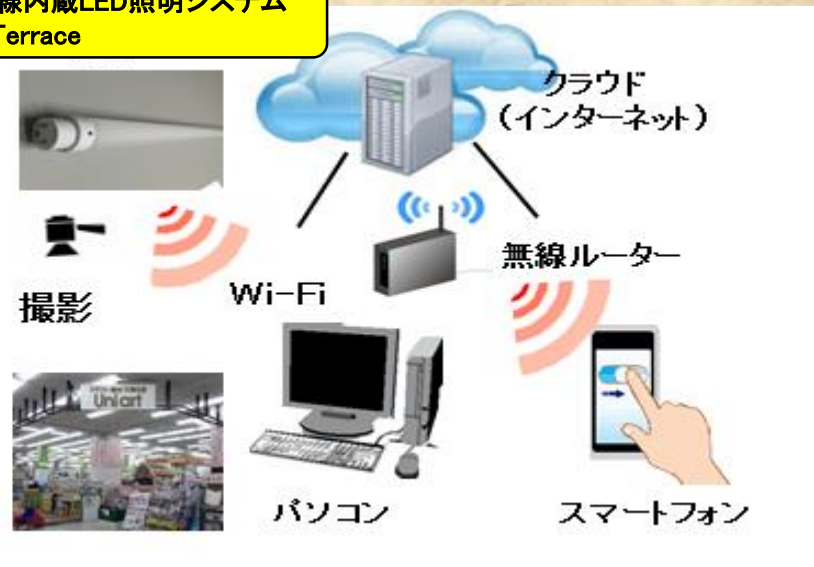 線内蔵LED照明システム
Terrace
クラウド
(インターネット)
無線ルーター
Wi-Fi
撮影
Uniart
パソコン
スマートフォン